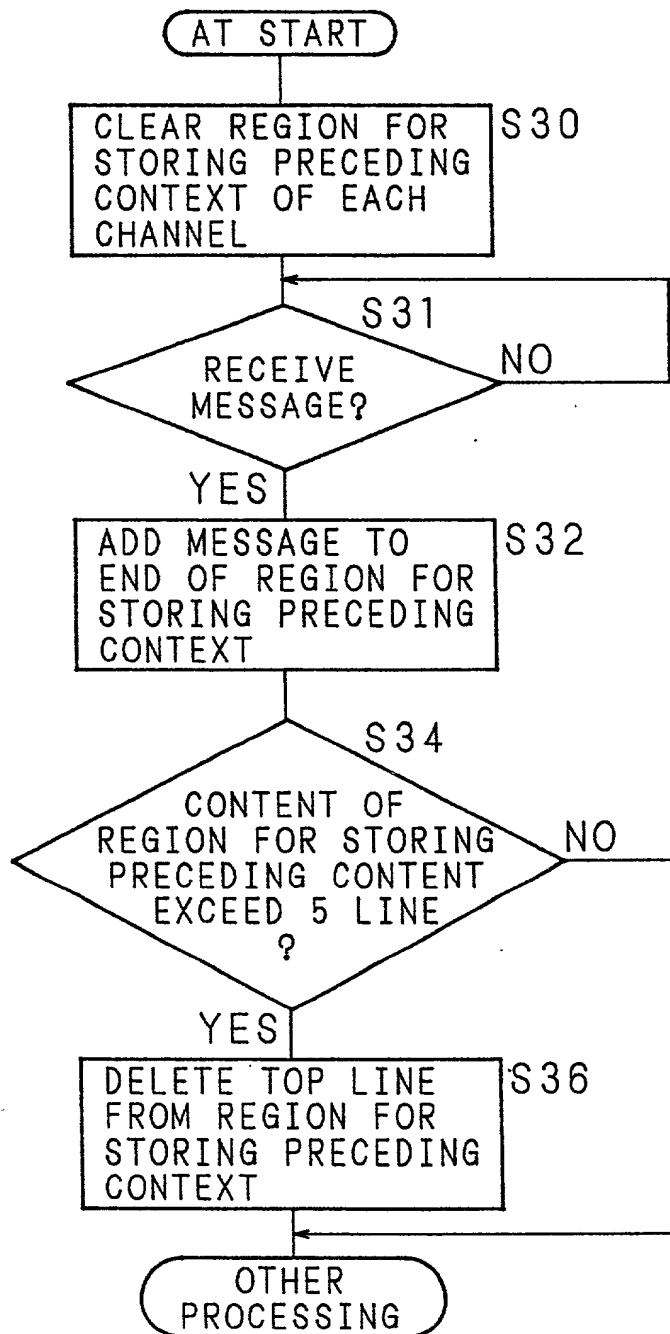 AT START
CLEAR REGION FOR
STORING PRECEDING
CONTEXT OF EACH
CHANNEL
S30
S31
RECEIVE
MESSAGE?
NO
YES
ADD MESSAGE TO
END OF REGION FOR
STORING PRECEDING
CONTEXT
S32
S34
CONTENT OF
REGION FOR STORING
PRECEDING CONTENT
EXCEED 5 LINE
?
NO
YES
DELETE TOP LINE
FROM REGION FOR
STORING PRECEDING
CONTEXT
S36
OTHER
PROCESSING